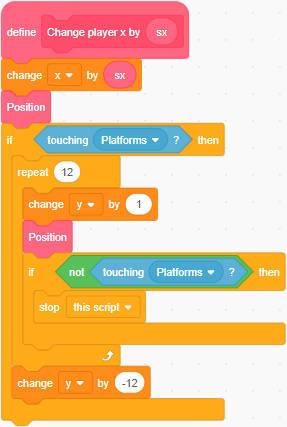 define Change player x by sx
change x by sx
Position
if touching Platforms ? then
repeat 12
change y by 1
Position
if not touching Platforms ? then
stop this script
change y by -12